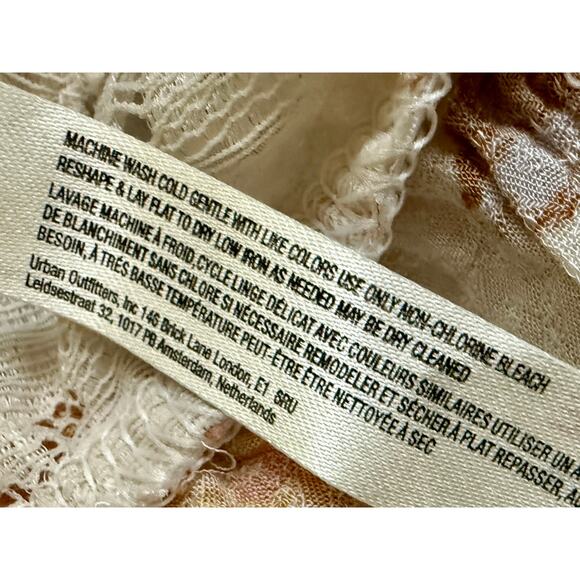 MACHINE WASH COLD GENTLE WITH LIKE COLORS USE ONLY NON-CHLORINE BLEACH
RESHAPE & LAY FLAT TO DRY LOW IRON AS NEEDED MAY BE DRY CLEANED
LAVAGE MACHINE À FROID, CYCLE LINGE DÉLICAT AVEC COULEURS SIMILAIRES UTILISER UN
DE BLANCHIMENT SANS CHLORE SI NÉCESSAIRE REMODELER ET SÉCHER À PLAT REPASSER, AU
BESOIN, À TRÉS BASSE TEMPÉRATURE PEUT-ÊTRE ÊTRE NETTOYÉE À SEC
Urban Outfitters, Inc 146 Brick Lane London, E1 6RU
Leidsestraat 32, 1017 PB Amsterdam, Netherlands